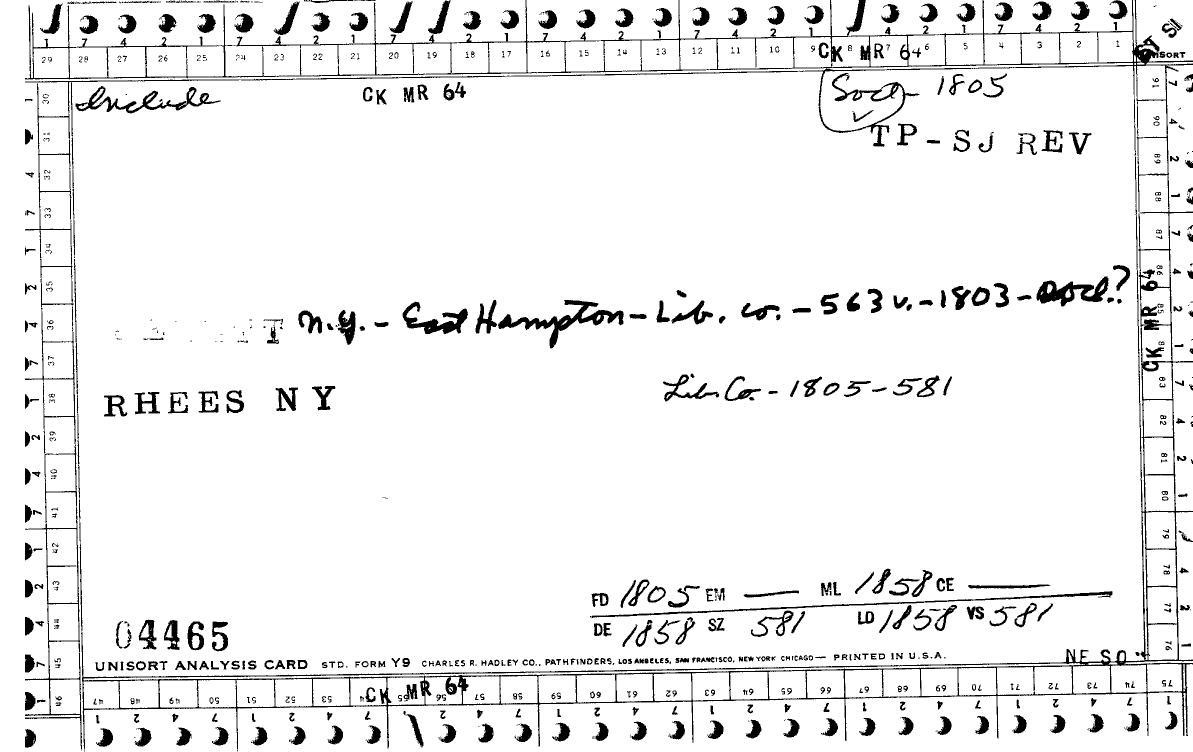 7 4 2 1 7 4 2 1 7 4 2 1 7 4 2 1 7 4 2 1 7 4 2 1
29 28 27 26 25 24 23 22 21 20 19 18 17 16 15 14 13 12 11 10 9 8 7 6 5 4 3 2 1
CK MR 64
Include
CK MR 64
Socl - 1805
TP-SJ REV
N.Y. - East Hampton - Lib. co. - 563 v. - 1803 - Socl.?
RHEES NY
Lib Co. - 1805 - 581
FD 1805 EM — ML 1858 CE —
DE 1858 SZ 581 LD 1858 VS 581
04465
UNISORT ANALYSIS CARD STD. FORM Y9 CHARLES R. HADLEY CO., PATHFINDERS, LOS ANGELES, SAN FRANCISCO, NEW YORK CHICAGO— PRINTED IN U.S.A.
NE SO
30 31 32 33 34 35 36 37 38 39 40 41 42 43 44 45 46
91 90 89 88 87 86 85 84 83 82 81 80 79 78 77 76 75
CK MR 64
47 48 49 50 51 52 53 54 55 56 57 58 59 60 61 62 63 64 65 66 67 68 69 70 71 72 73 74
CK MR 64